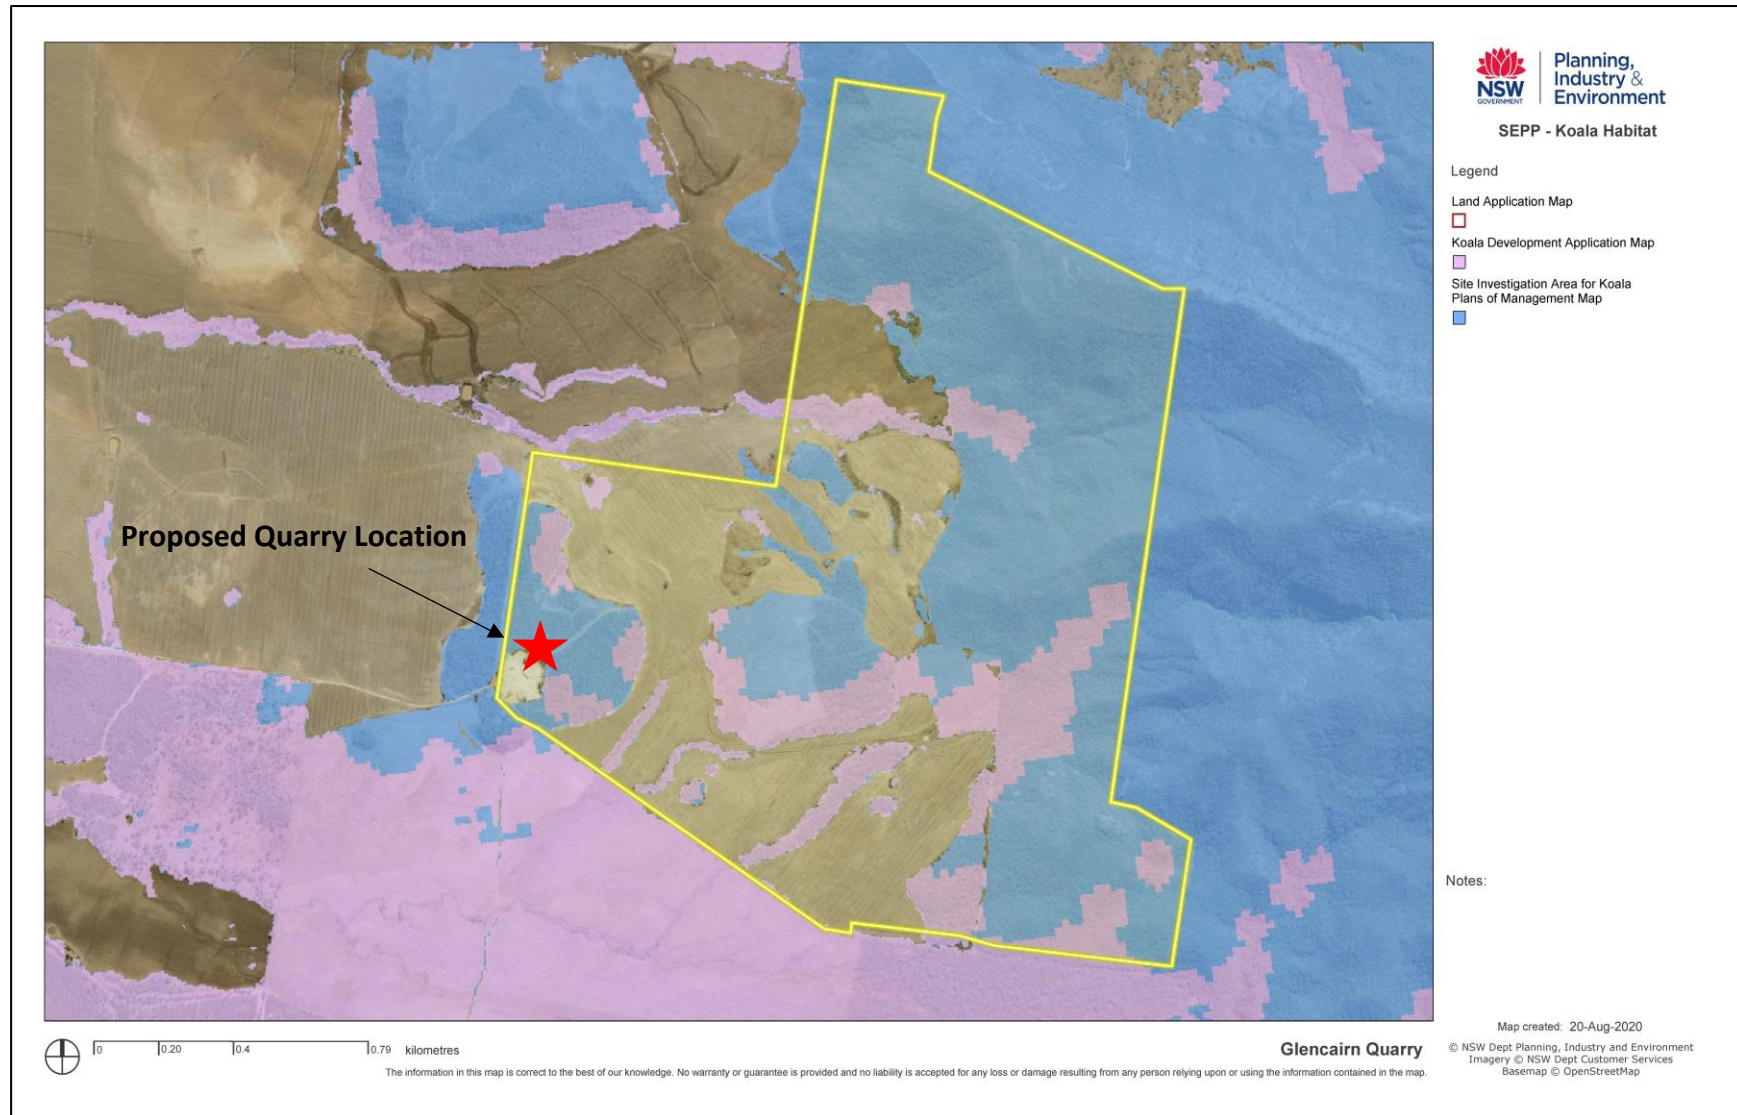 Planning,
Industry &
Environment
NSW
GOVERNMENT
SEPP - Koala Habitat
Legend
Land Application Map
Koala Development Application Map
Site Investigation Area for Koala
Plans of Management Map
Proposed Quarry Location
Notes:
Map created: 20-Aug-2020
© NSW Dept Planning, Industry and Environment
Imagery © NSW Dept Customer Services
Basemap © OpenStreetMap
0 0.20 0.4 0.79 kilometres
Glencairn Quarry
The information in this map is correct to the best of our knowledge. No warranty or guarantee is provided and no liability is accepted for any loss or damage resulting from any person relying upon or using the information contained in the map.